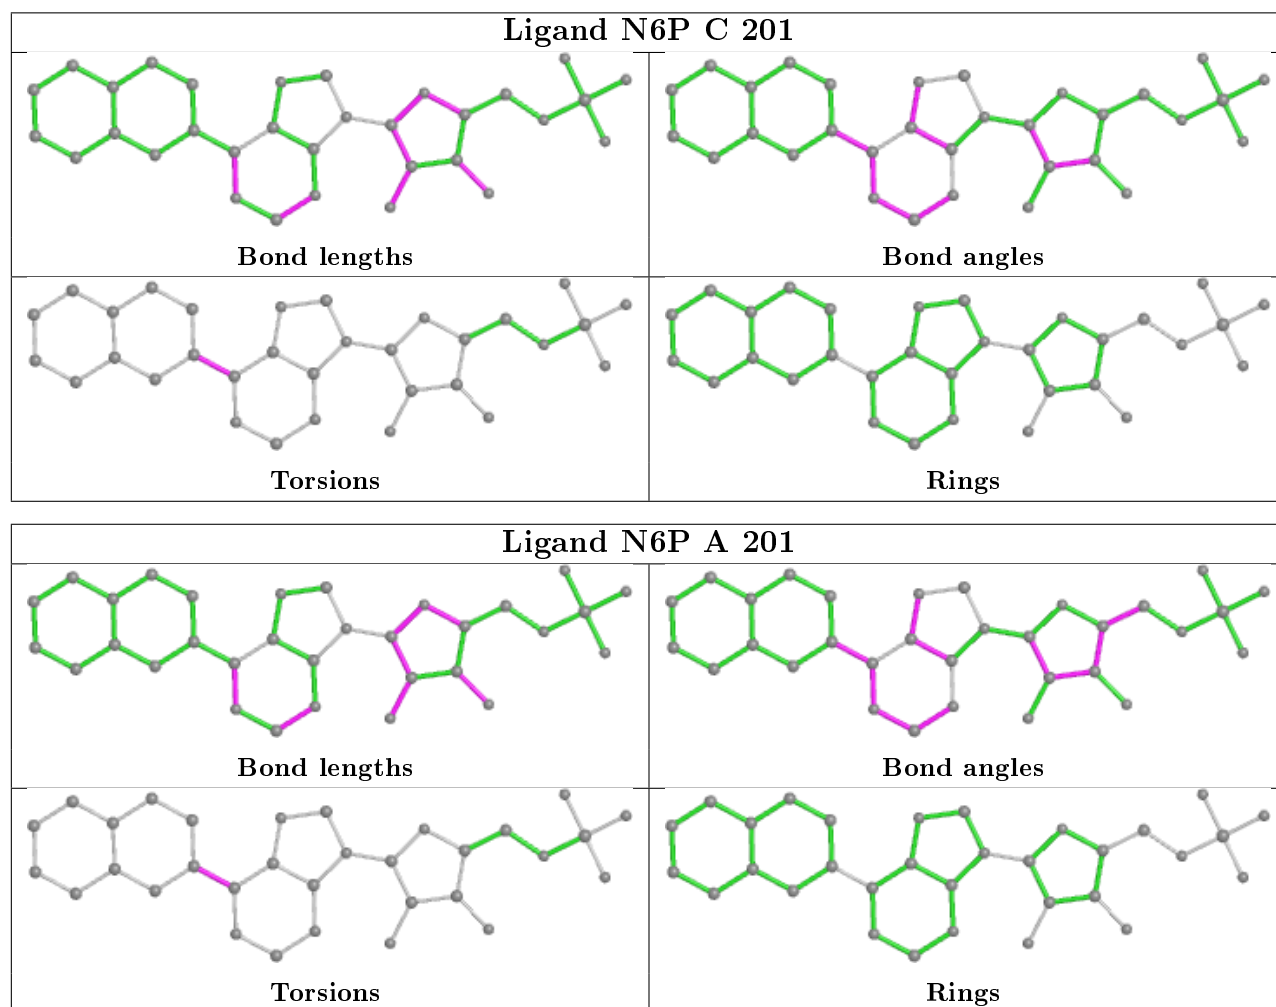 Ligand N6P C 201
Bond lengths
Bond angles
Torsions
Rings
Ligand N6P A 201
Bond lengths
Bond angles
Torsions
Rings